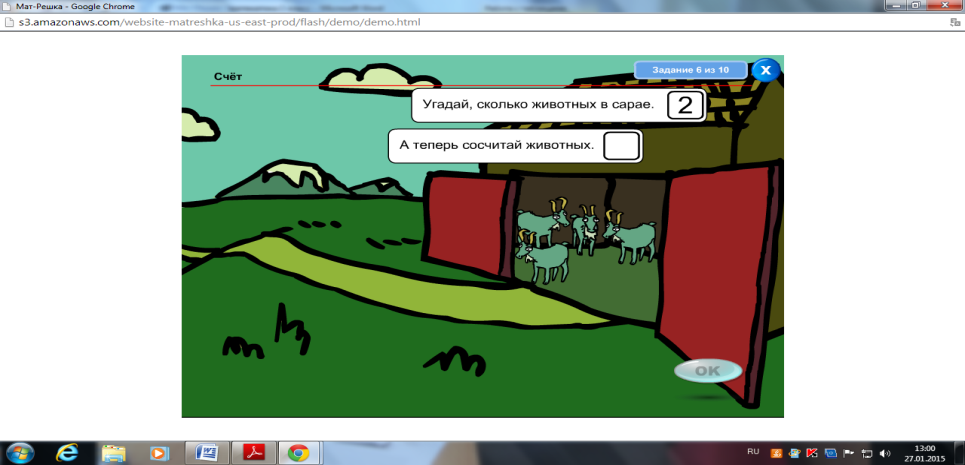 Мат-Решка - Google Chrome
s3.amazonaws.com/website-matreshka-us-east-prod/flash/demo/demo.html
Счёт
Задание 6 из 10
X
Угадай, сколько животных в сарае. 2
А теперь сосчитай животных.
OK
RU
13:00
27.01.2015